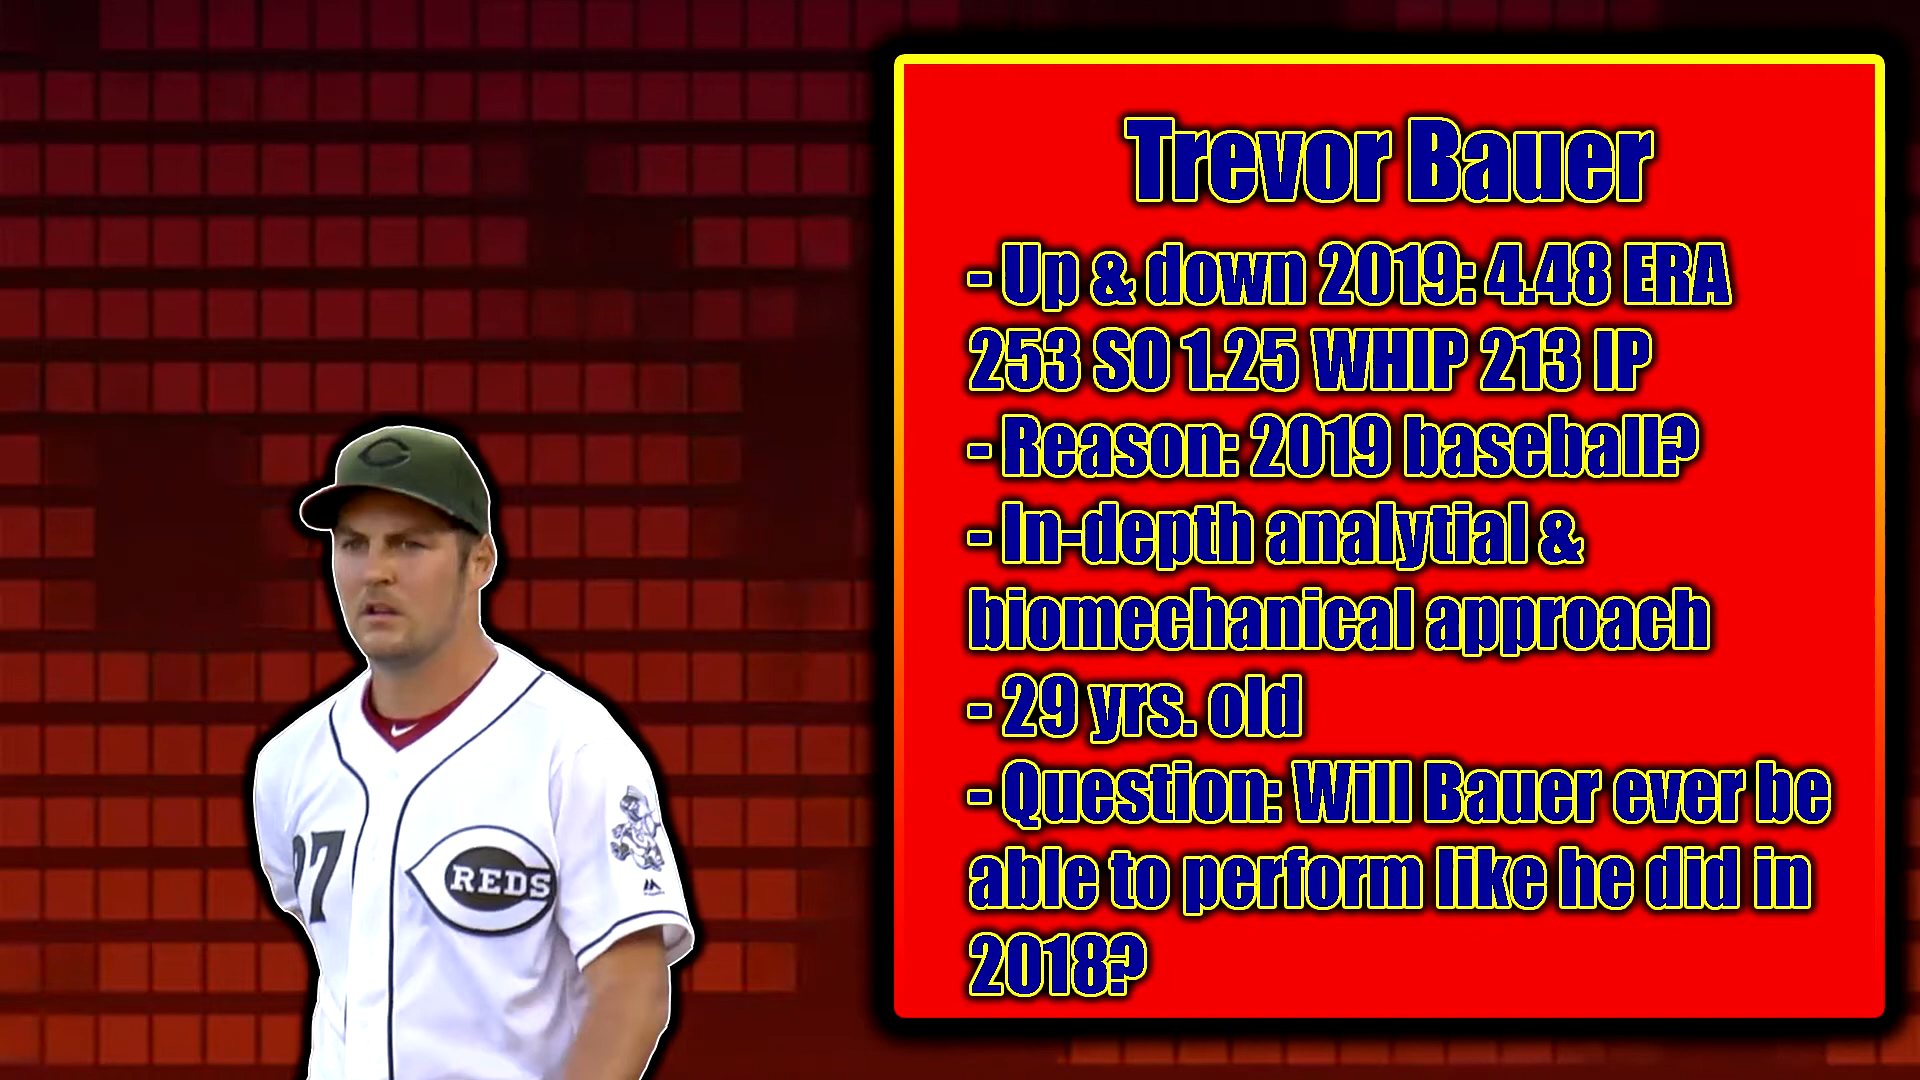 Trevor Bauer
- Up & down 2019: 4.48 ERA
253 SO 1.25 WHIP 213 IP
- Reason: 2019 baseball?
- In-depth analytial &
biomechanical approach
- 29 yrs. old
- Question: Will Bauer ever be
able to perform like he did in
2018?
27
REDS